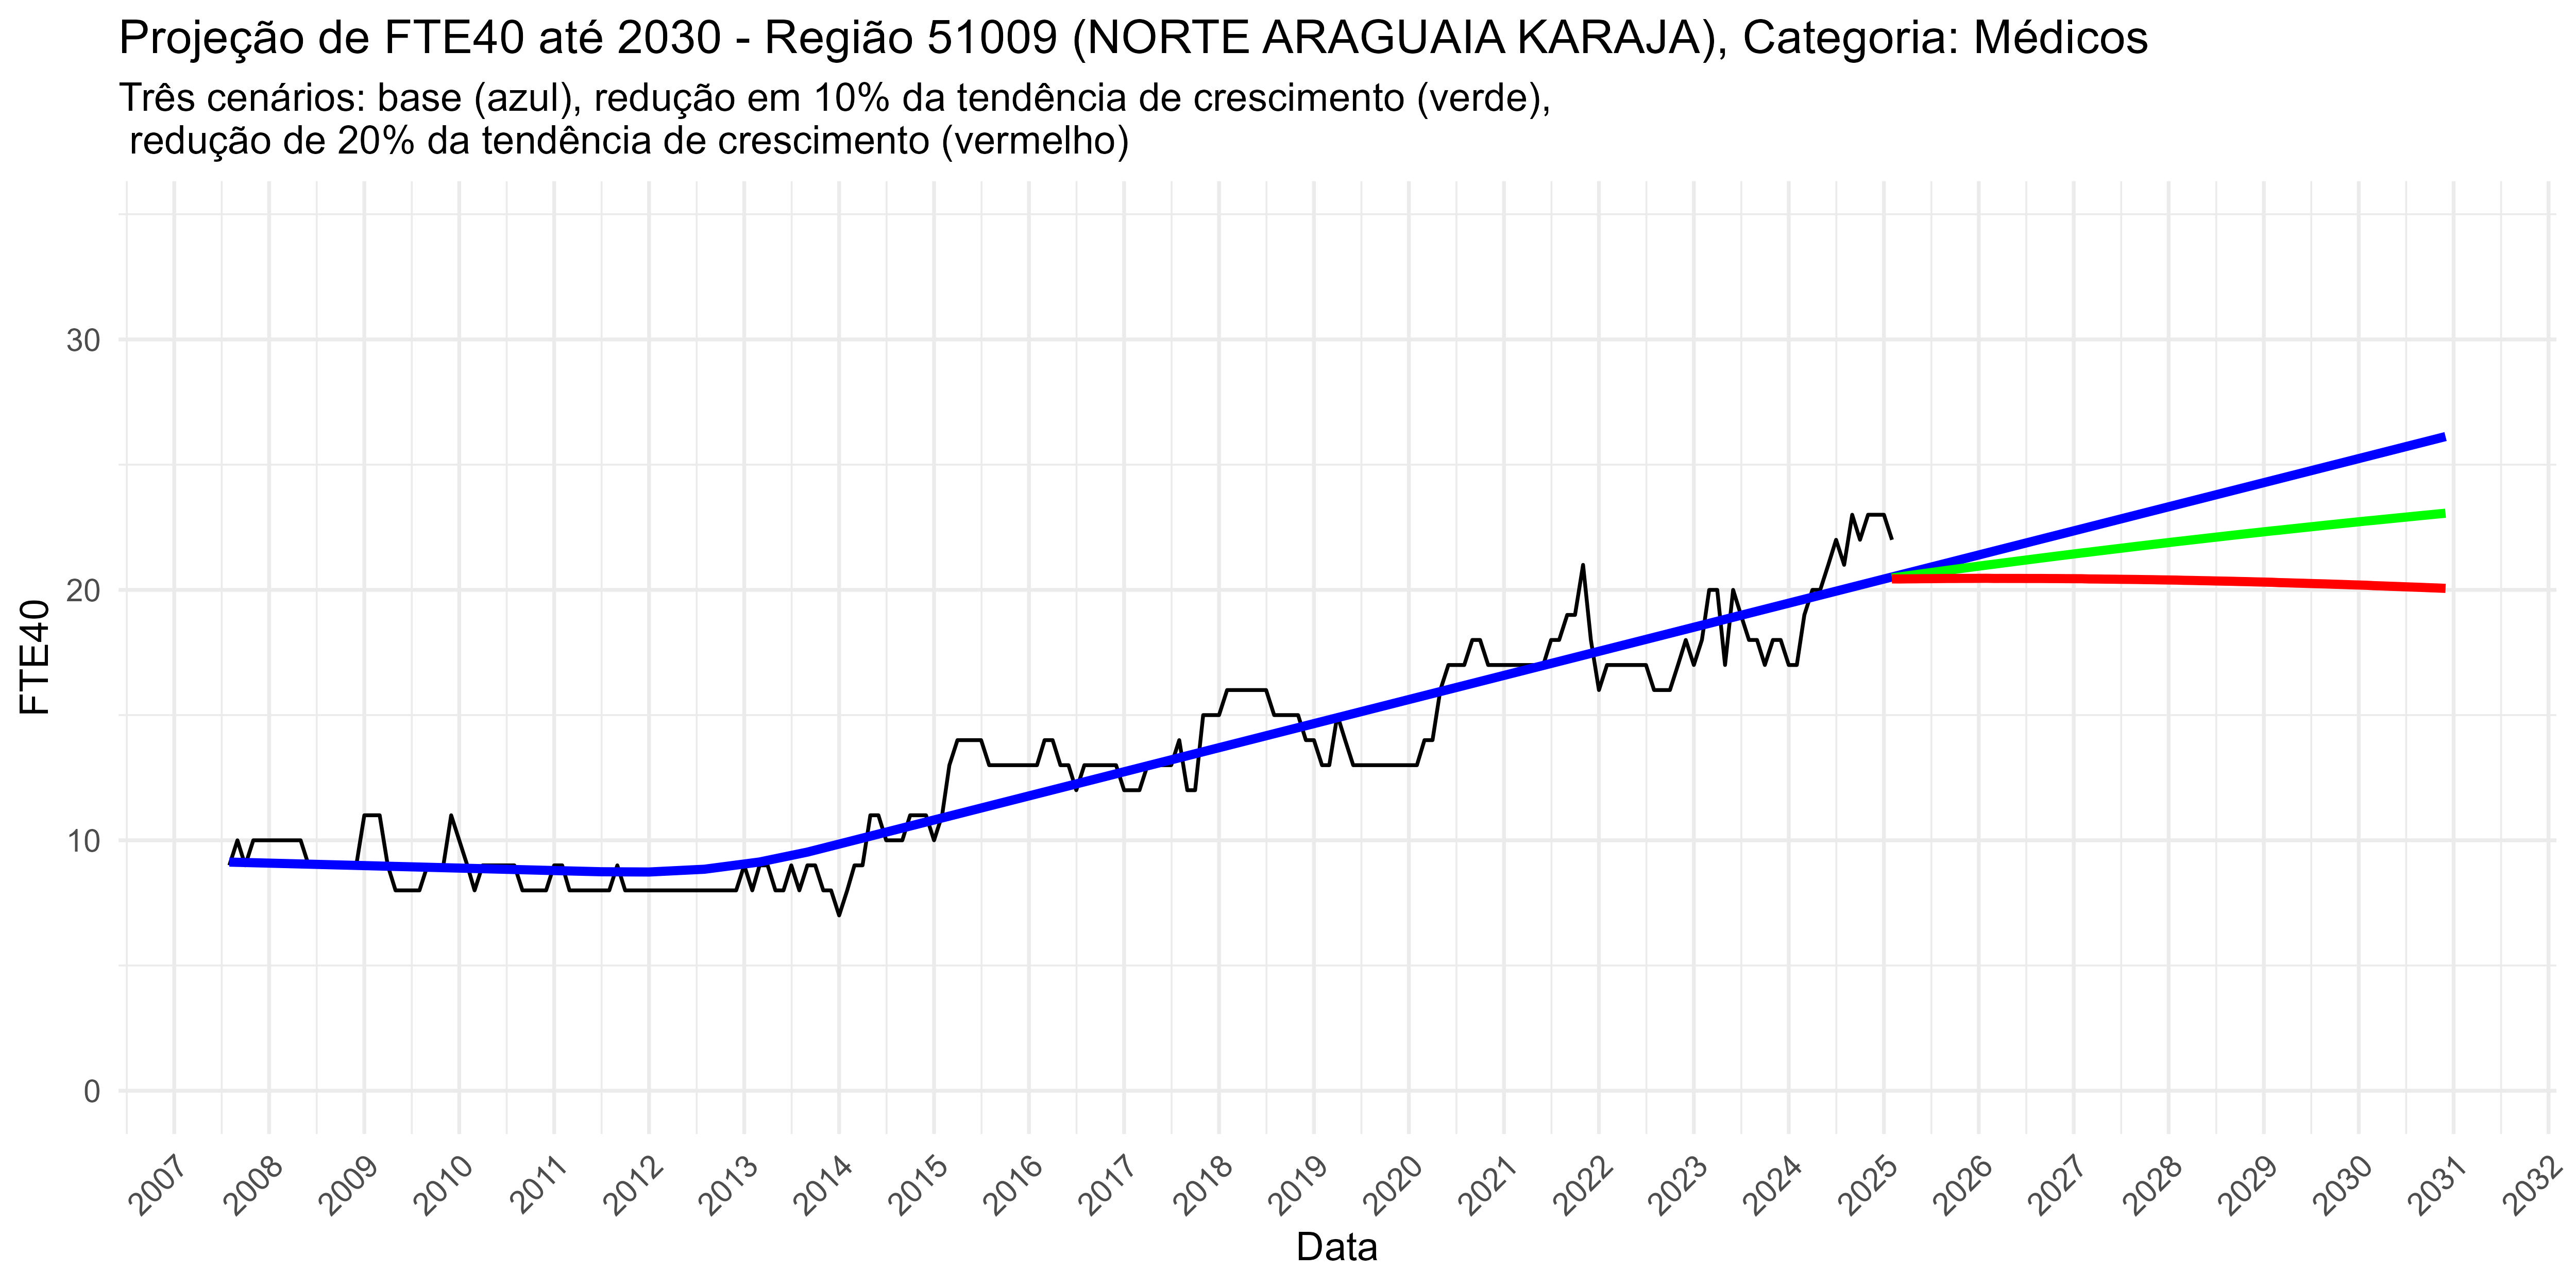 Projeção de FTE40 até 2030 - Região 51009 (NORTE ARAGUAIA KARAJA), Categoria: Médicos
Três cenários: base (azul), redução em 10% da tendência de crescimento (verde),
redução de 20% da tendência de crescimento (vermelho)
30
20
10
0
FTE40
2007 2008 2009 2010 2011 2012 2013 2014 2015 2016 2017 2018 2019 2020 2021 2022 2023 2024 2025 2026 2027 2028 2029 2030 2031 2032
Data